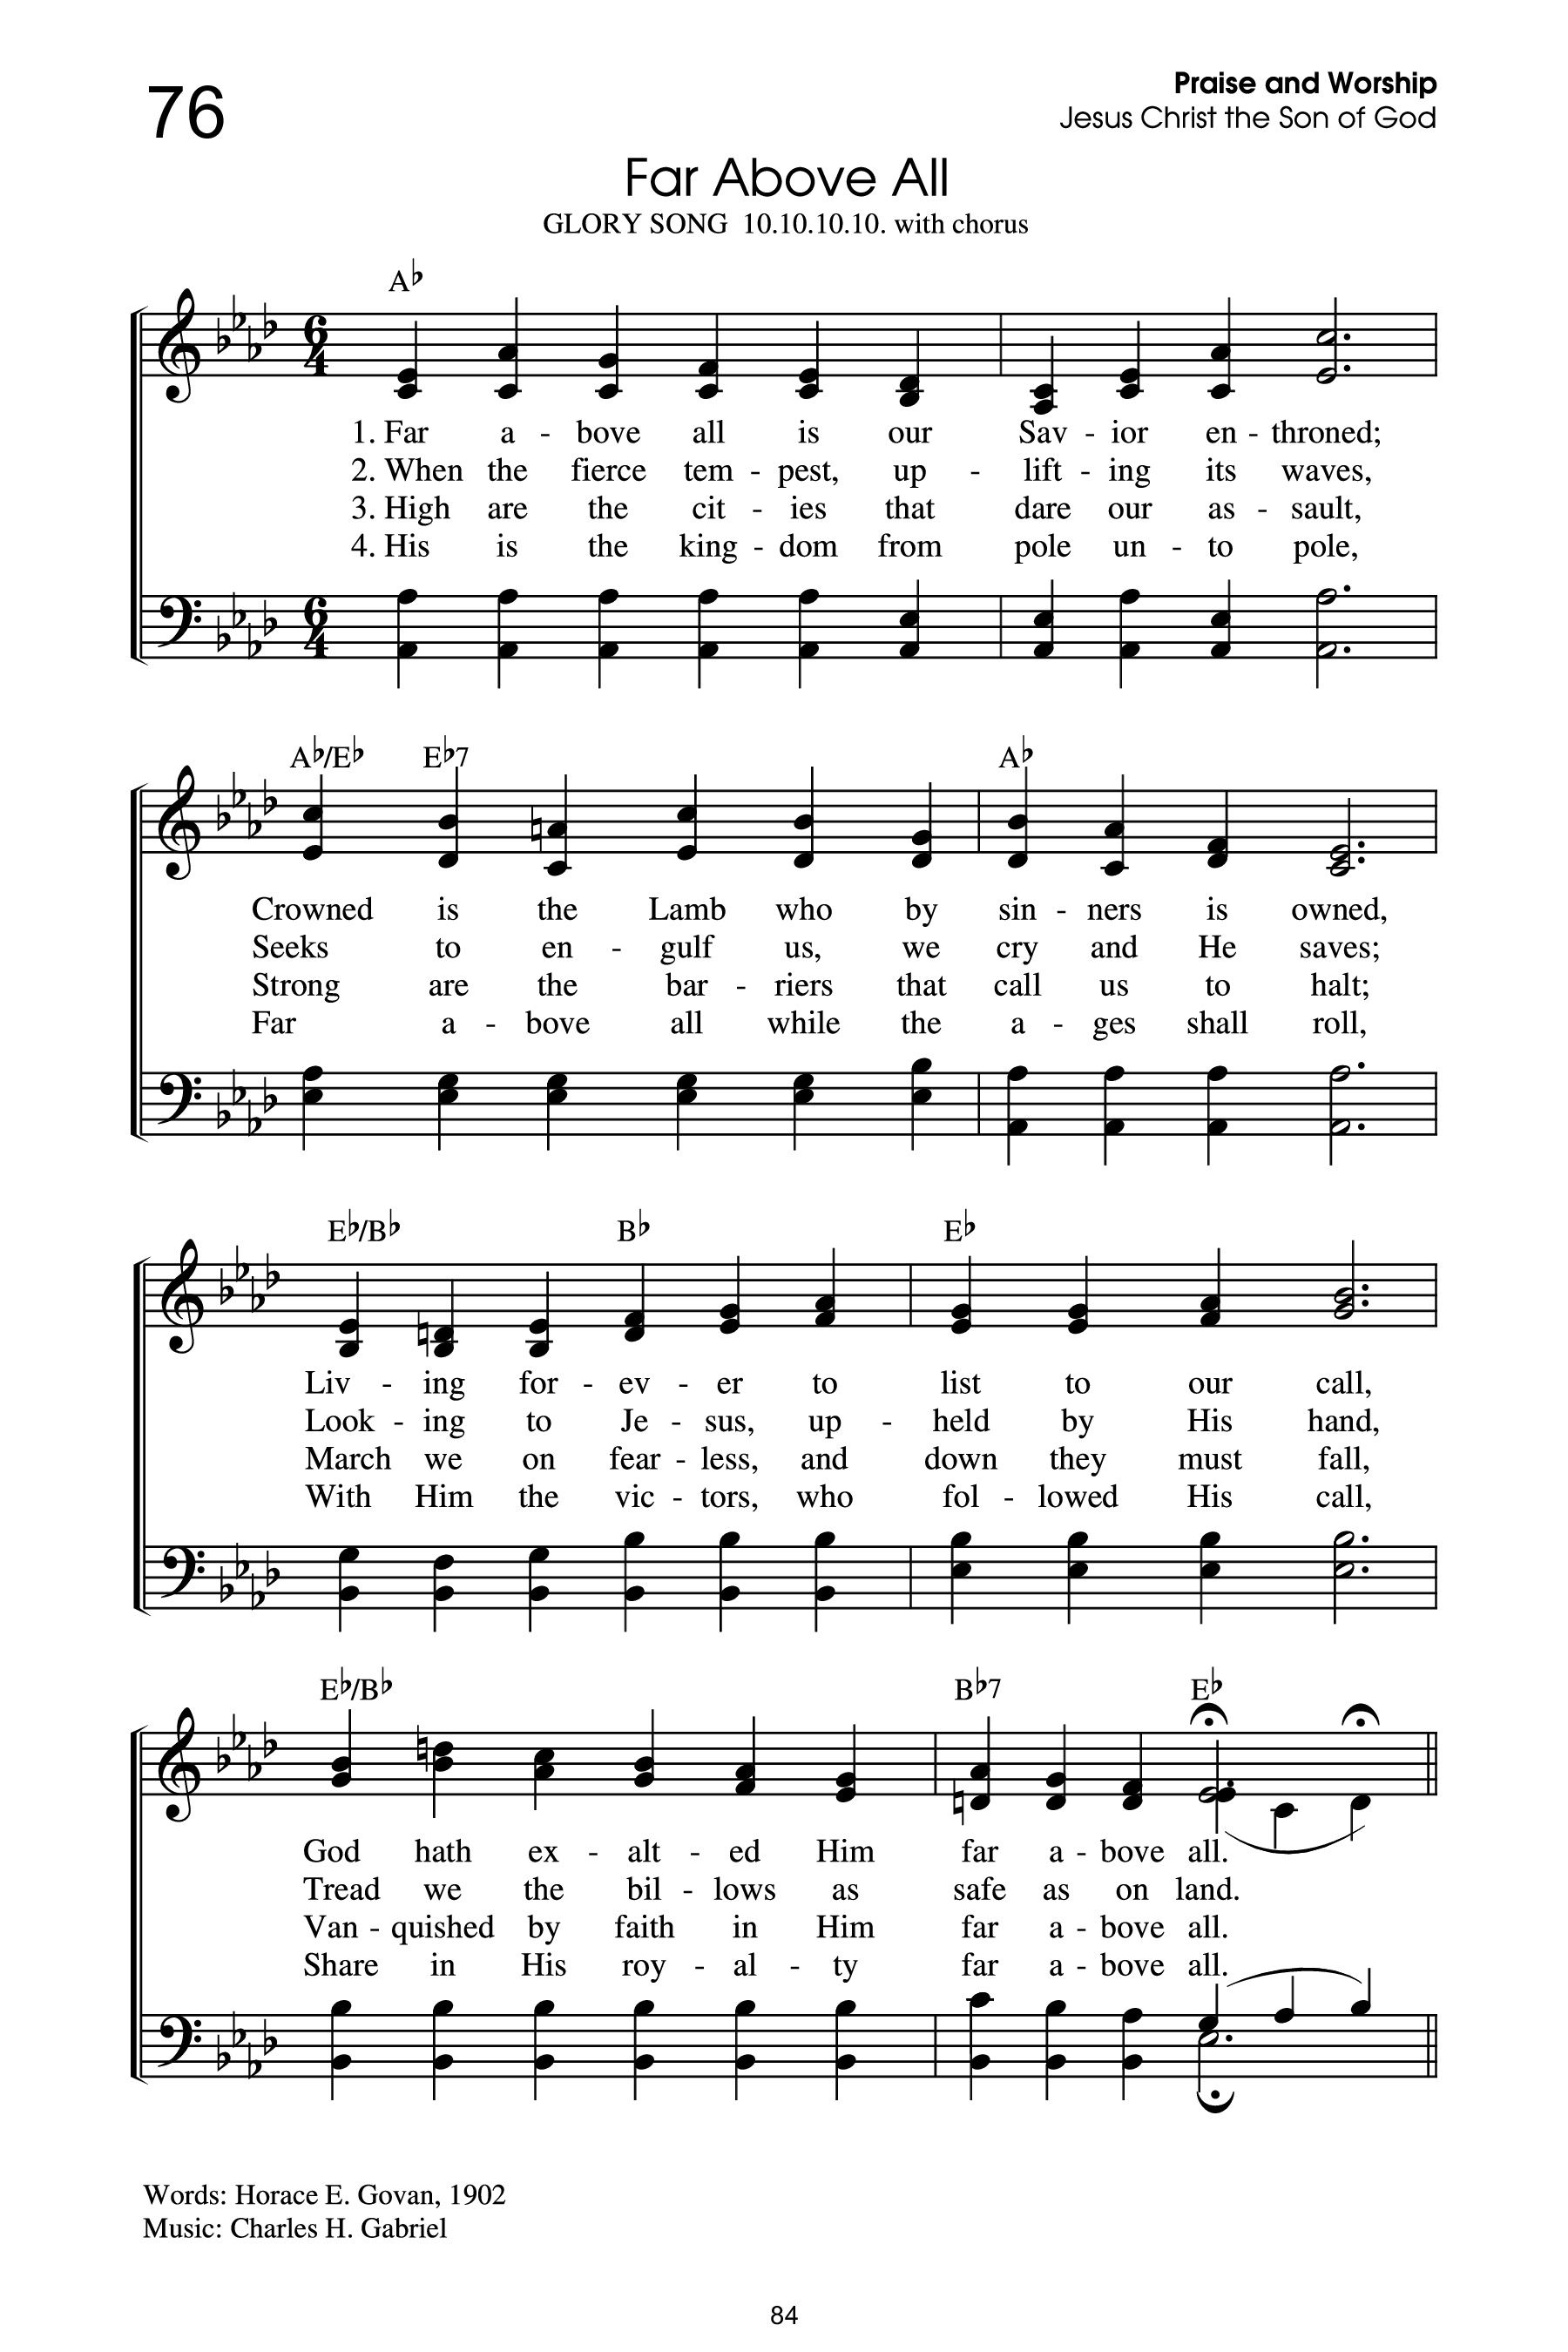 76
Praise and Worship
Jesus Christ the Son of God
Far Above All
GLORY SONG 10.10.10.10. with chorus
A♭
6/4
1. Far a - bove all is our Sav - ior en - throned;
2. When the fierce tem - pest, up - lift - ing its waves,
3. High are the cit - ies that dare our as - sault,
4. His is the king - dom from pole un - to pole,
6/4
A♭/E♭ E♭7 A♭
Crowned is the Lamb who by sin - ners is owned,
Seeks to en - gulf us, we cry and He saves;
Strong are the bar - riers that call us to halt;
Far a - bove all while the a - ges shall roll,
E♭/B♭ B♭ E♭
Liv - ing for - ev - er to list to our call,
Look - ing to Je - sus, up - held by His hand,
March we on fear - less, and down they must fall,
With Him the vic - tors, who fol - lowed His call,
E♭/B♭ B♭7 E♭
God hath ex - alt - ed Him far a - bove all.
Tread we the bil - lows as safe as on land.
Van - quished by faith in Him far a - bove all.
Share in His roy - al - ty far a - bove all.
Words: Horace E. Govan, 1902
Music: Charles H. Gabriel
84